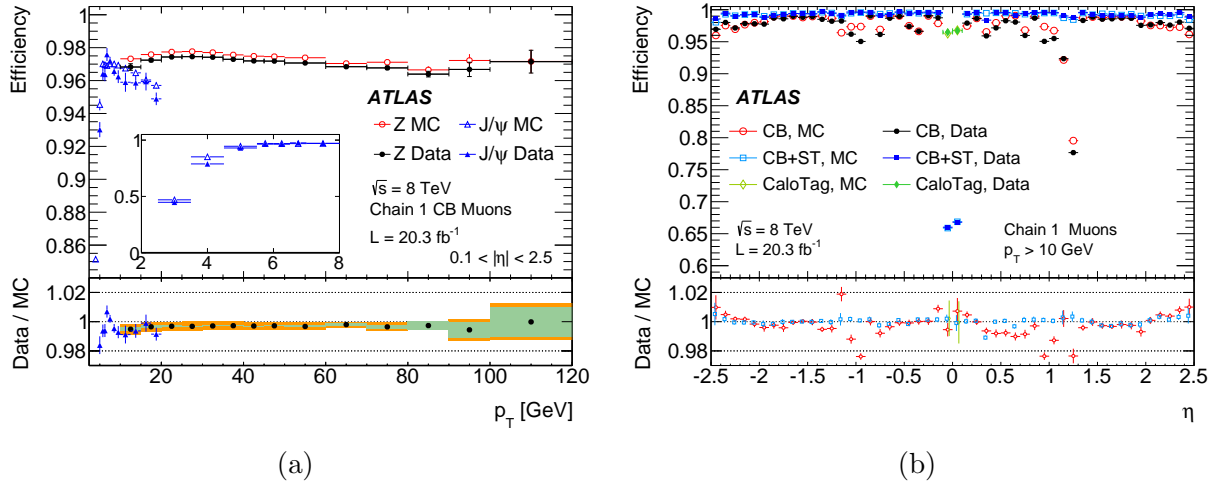 Efficiency
1
0.98
0.96
0.94
0.92
0.9
0.88
0.86
ATLAS
Z MC
J/ψ MC
Z Data
J/ψ Data
√s = 8 TeV
Chain 1 CB Muons
L = 20.3 fb⁻¹
0.1 < |η| < 2.5
1
0.5
0
2 4 6 8
Data / MC
1.02
1
0.98
20 40 60 80 100 120
p_T [GeV]
(a)
Efficiency
1
0.95
0.9
0.85
0.8
0.75
0.7
0.65
0.6
ATLAS
CB, MC
CB, Data
CB+ST, MC
CB+ST, Data
CaloTag, MC
CaloTag, Data
√s = 8 TeV
L = 20.3 fb⁻¹
Chain 1 Muons
p_T > 10 GeV
Data / MC
1.02
1
0.98
-2.5 -2 -1.5 -1 -0.5 0 0.5 1 1.5 2 2.5
η
(b)